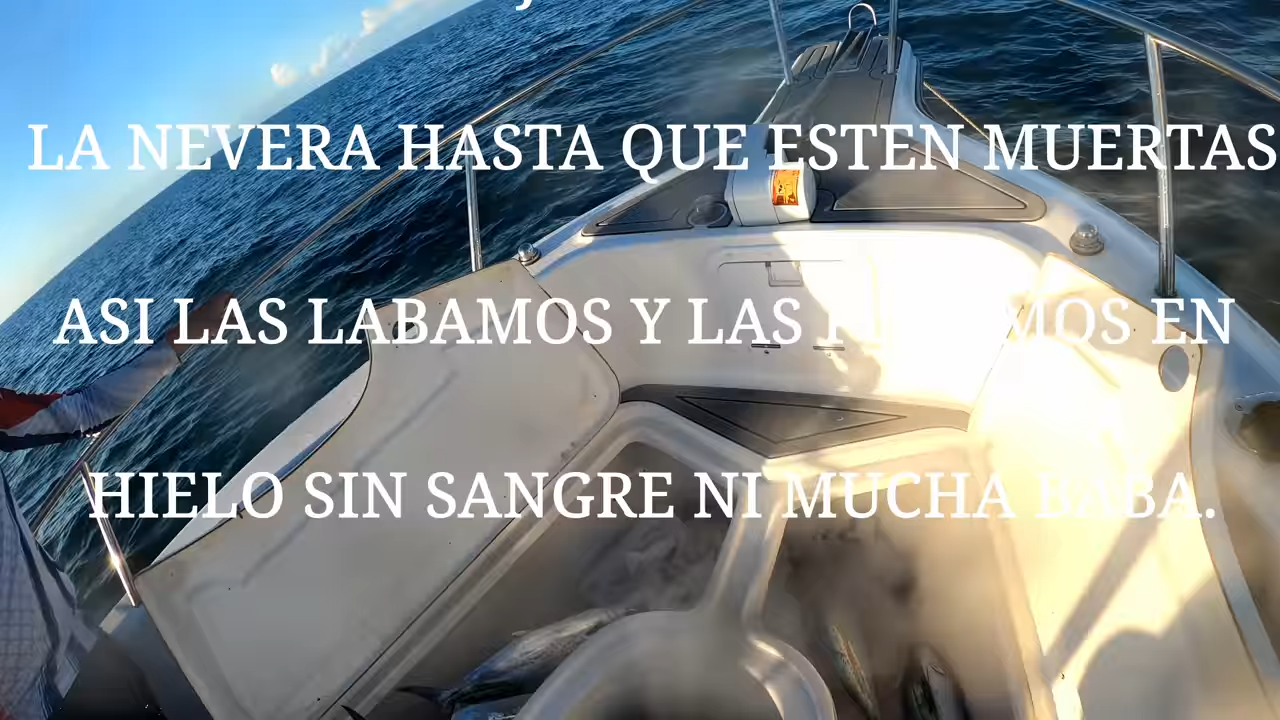 LA NEVERA HASTA QUE ESTEN MUERTAS
ASI LAS LABAMOS Y LAS EN
HIELO SIN SANGRE NI MUCHA BABA.